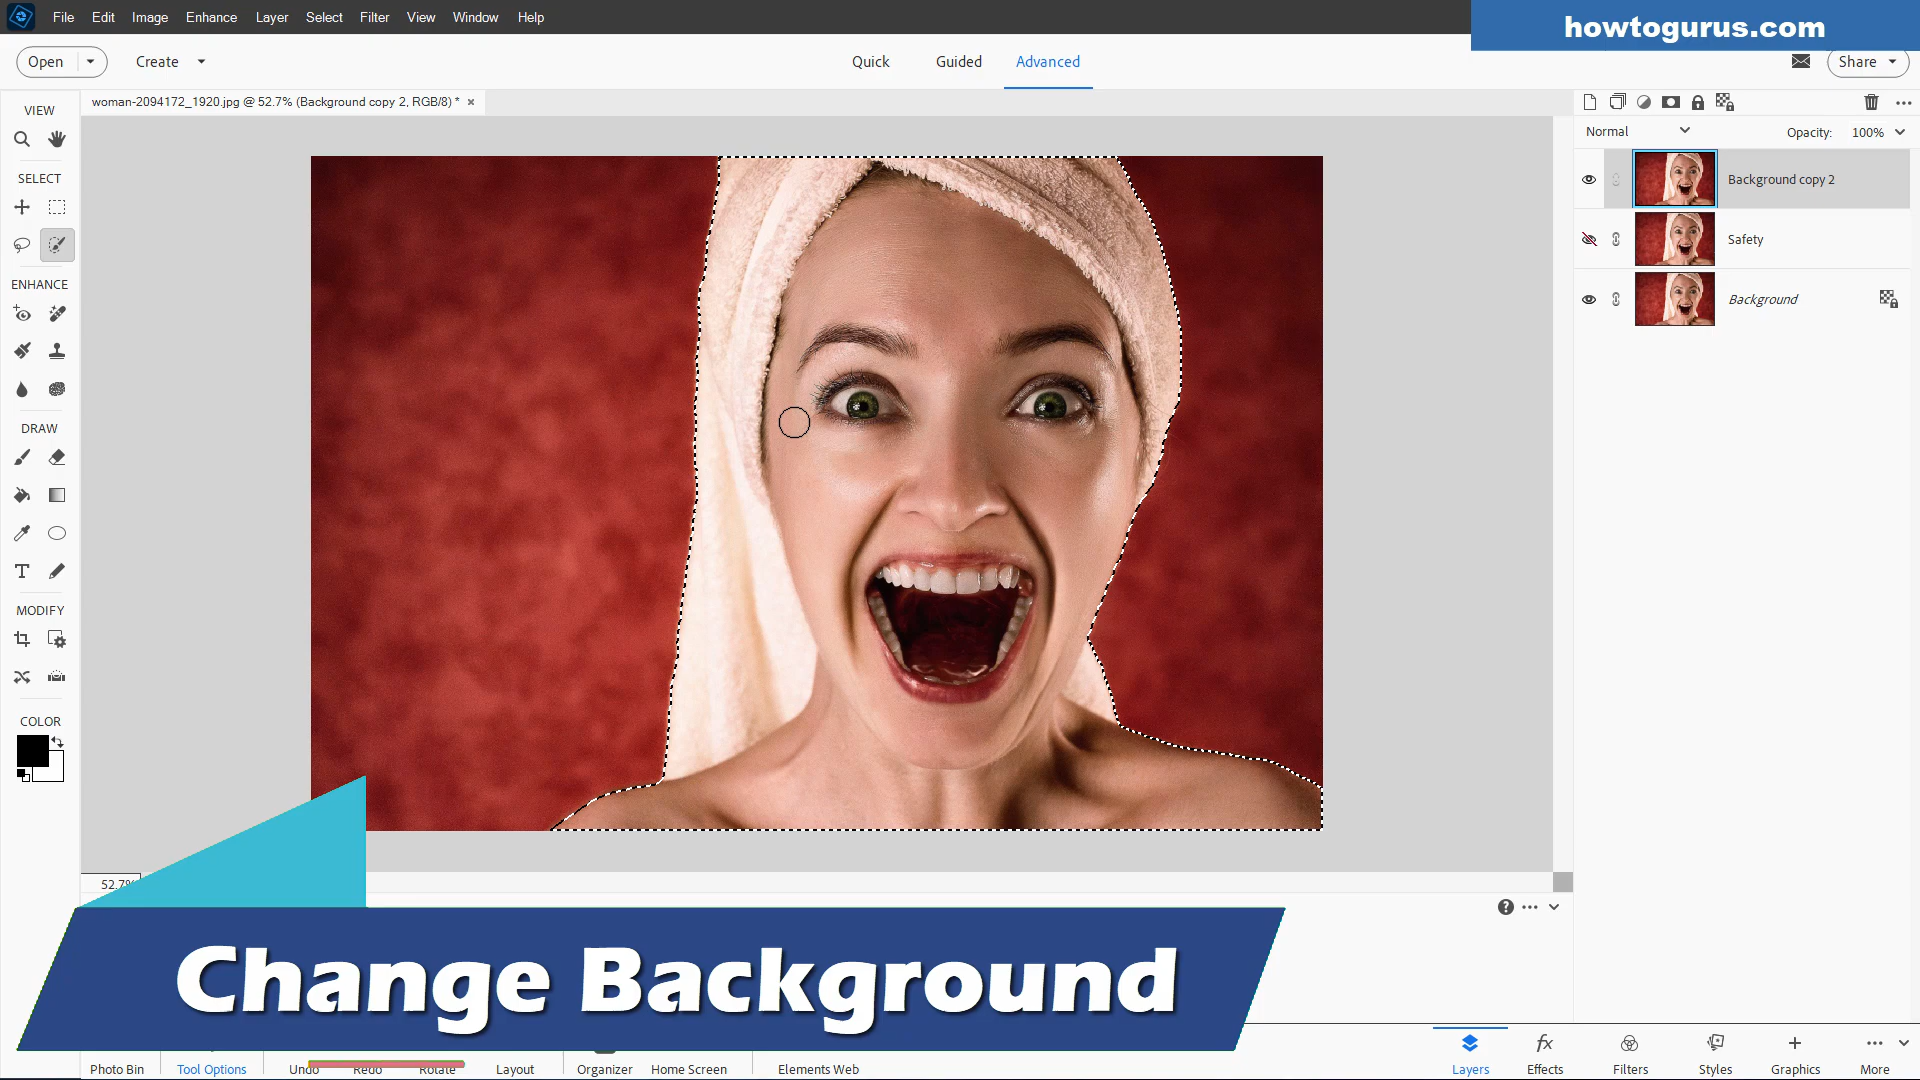 File Edit Image Enhance Layer Select Filter View Window Help
howtogurus.com
Open Create Quick Guided Advanced Share
woman-2094172_1920.jpg @ 52.7% (Background copy 2, RGB/8) *
VIEW
Normal Opacity: 100%
SELECT
Background copy 2
Safety
ENHANCE
Background
DRAW
T
MODIFY
COLOR
52.7%
Change Background
Photo Bin Tool Options Undo Redo Rotate Layout Organizer Home Screen Elements Web
fx
Layers Effects Filters Styles Graphics More